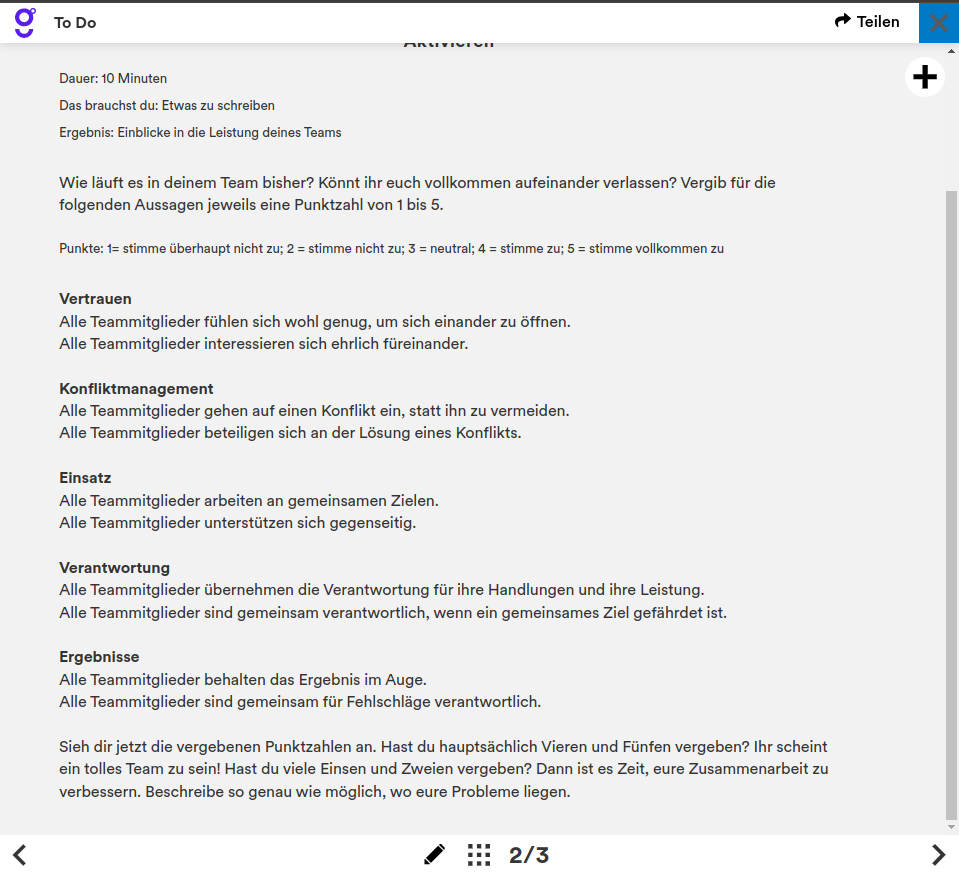 To Do
Teilen
Aktivieren
Dauer: 10 Minuten
Das brauchst du: Etwas zu schreiben
Ergebnis: Einblicke in die Leistung deines Teams
Wie läuft es in deinem Team bisher? Könnt ihr euch vollkommen aufeinander verlassen? Vergib für die
folgenden Aussagen jeweils eine Punktzahl von 1 bis 5.
Punkte: 1= stimme überhaupt nicht zu; 2 = stimme nicht zu; 3 = neutral; 4 = stimme zu; 5 = stimme vollkommen zu
Vertrauen
Alle Teammitglieder fühlen sich wohl genug, um sich einander zu öffnen.
Alle Teammitglieder interessieren sich ehrlich füreinander.
Konfliktmanagement
Alle Teammitglieder gehen auf einen Konflikt ein, statt ihn zu vermeiden.
Alle Teammitglieder beteiligen sich an der Lösung eines Konflikts.
Einsatz
Alle Teammitglieder arbeiten an gemeinsamen Zielen.
Alle Teammitglieder unterstützen sich gegenseitig.
Verantwortung
Alle Teammitglieder übernehmen die Verantwortung für ihre Handlungen und ihre Leistung.
Alle Teammitglieder sind gemeinsam verantwortlich, wenn ein gemeinsames Ziel gefährdet ist.
Ergebnisse
Alle Teammitglieder behalten das Ergebnis im Auge.
Alle Teammitglieder sind gemeinsam für Fehlschläge verantwortlich.
Sieh dir jetzt die vergebenen Punktzahlen an. Hast du hauptsächlich Vieren und Fünfen vergeben? Ihr scheint
ein tolles Team zu sein! Hast du viele Einsen und Zweien vergeben? Dann ist es Zeit, eure Zusammenarbeit zu
verbessern. Beschreibe so genau wie möglich, wo eure Probleme liegen.
2/3